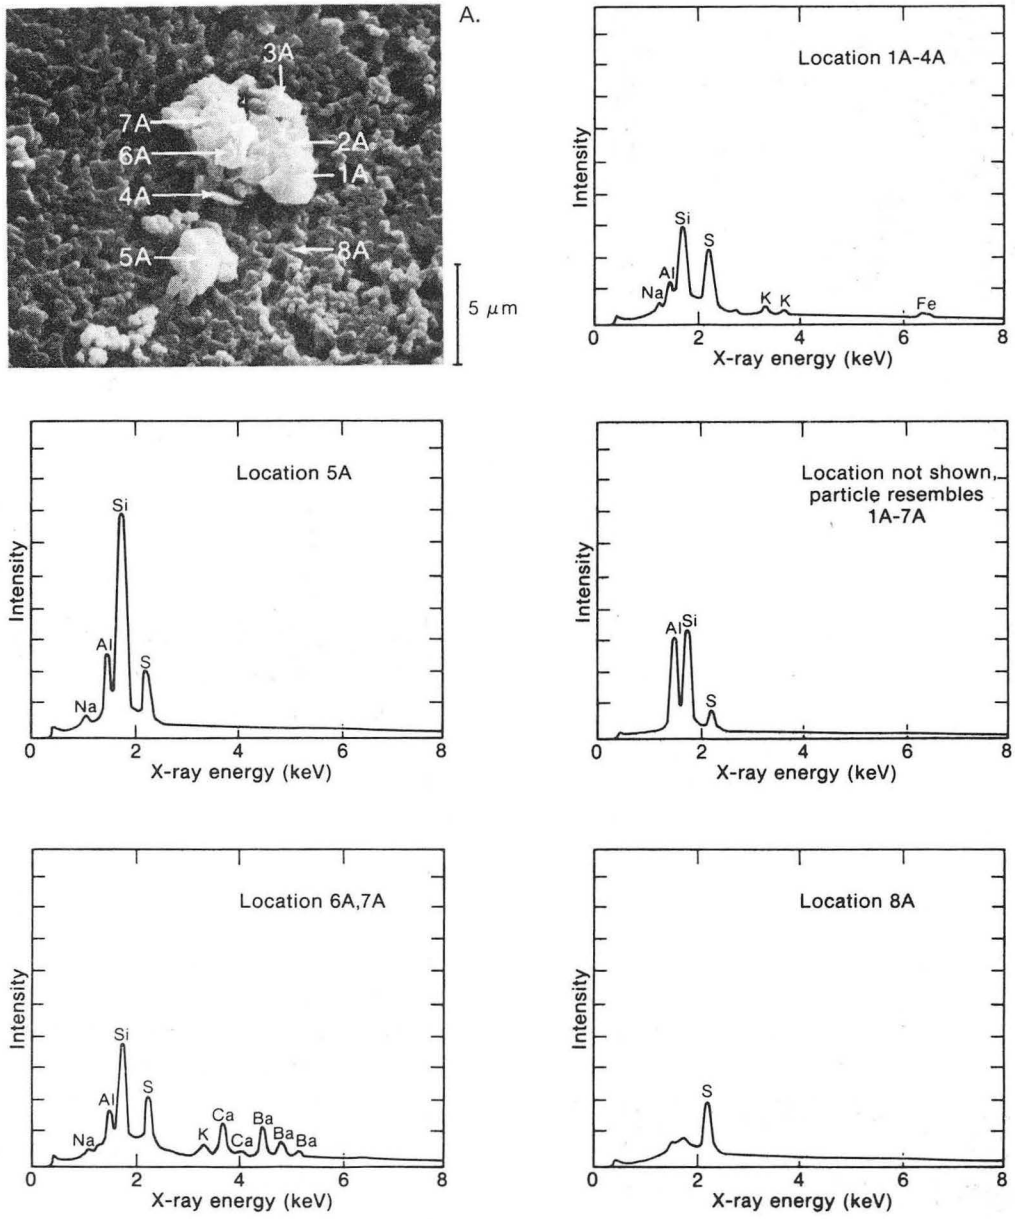 A.
3A
7A
6A
2A
1A
4A
5A
8A
5 μm
Location 1A-4A
Intensity
Si
S
Al
Na
K K
Fe
0 2 4 6 8
X-ray energy (keV)
Location 5A
Intensity
Si
Al
S
Na
0 2 4 6 8
X-ray energy (keV)
Location not shown,
particle resembles
1A-7A
Intensity
Al Si
S
0 2 4 6 8
X-ray energy (keV)
Location 6A,7A
Intensity
Si
Al
S
Na
K
Ca
Ca
Ba
Ba
Ba
0 2 4 6 8
X-ray energy (keV)
Location 8A
Intensity
S
0 2 4 6 8
X-ray energy (keV)